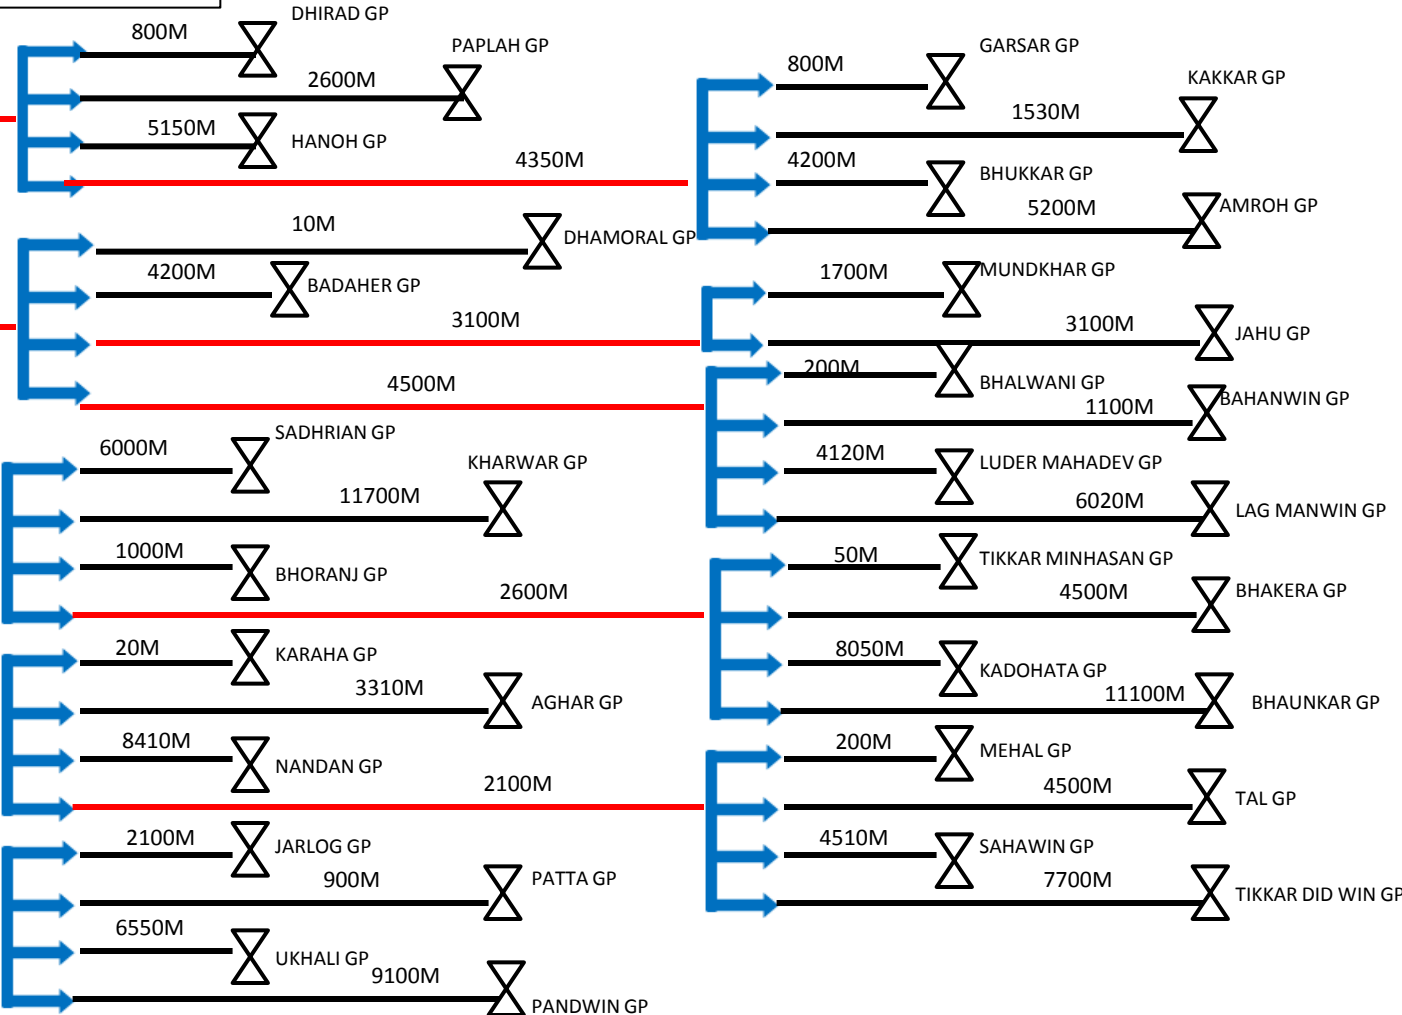 DHIRAD GP
800M
PAPLAH GP
2600M
5150M
HANOH GP
4350M
10M
DHAMORAL GP
4200M
BADAHER GP
3100M
4500M
SADHRIAN GP
6000M
KHARWAR GP
11700M
1000M
BHORANJ GP
2600M
20M
KARAHA GP
3310M
AGHAR GP
8410M
NANDAN GP
2100M
2100M
JARLOG GP
900M
PATTA GP
6550M
UKHALI GP
9100M
PANDWIN GP
GARSAR GP
800M
KAKKAR GP
1530M
4200M
BHUKKAR GP
5200M
AMROH GP
1700M
MUNDKHAR GP
3100M
JAHU GP
200M
BHALWANI GP
1100M
BAHANWIN GP
4120M
LUDER MAHADEV GP
6020M
LAG MANWIN GP
50M
TIKKAR MINHASAN GP
4500M
BHAKERA GP
8050M
KADOHATA GP
11100M
BHAUNKAR GP
200M
MEHAL GP
4500M
TAL GP
4510M
SAHAWIN GP
7700M
TIKKAR DID WIN GP